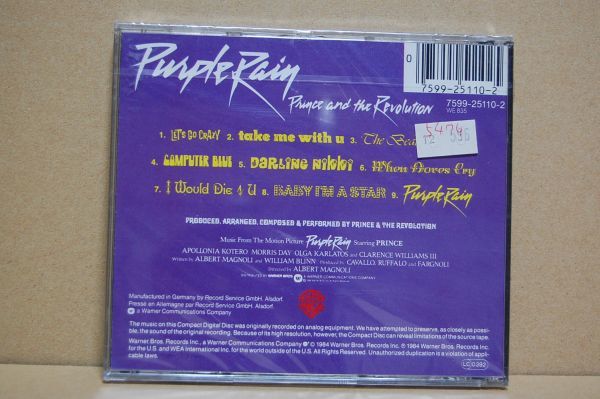 Purple Rain
Prince and the Revolution
0
7599-25110-2
7599-25110-2
WE 835
1. LET'S GO CRAZY 2. take me with u 3. The Beau
4. COMPUTER BLUE 5. DARLING NIKKI 6. When Doves Cry
7. I Would Die 4 U 8. BABY I'M A STAR 9. Purple Rain
PRODUCED, ARRANGED, COMPOSED & PERFORMED BY PRINCE & THE REVOLUTION
Music From The Motion Picture Purple Rain Starring PRINCE
APOLLONIA KOTERO MORRIS DAY OLGA KARLATOS and CLARENCE WILLIAMS III
Written by ALBERT MAGNOLI and WILLIAM BLINN Produced by CAVALLO, RUFFALO and FARGNOLI
Directed by ALBERT MAGNOLI
DISTRIBUTED BY A WARNER COMMUNICATIONS COMPANY
Manufactured in Germany by Record Service GmbH, Alsdorf.
Presse en Allemagne par Record Service GmbH. Alsdorf.
a Warner Communications Company
The music on this Compact Digital Disc was originally recorded on analog equipment. We have attempted to preserve, as closely as possi-
ble, the sound of the original recording. Because of its high resolution, however, the Compact Disc can reveal limitations of the source tape.
Warner Bros. Records Inc., a Warner Communications Company ℗ © 1984 Warner Bros. Records Inc. ℗ © 1984 Warner Bros. Records Inc. for
the U.S. and WEA International Inc. for the world outside of the U.S. All Rights Reserved. Unauthorized duplication is a violation of appli-
cable laws.
LC 0392